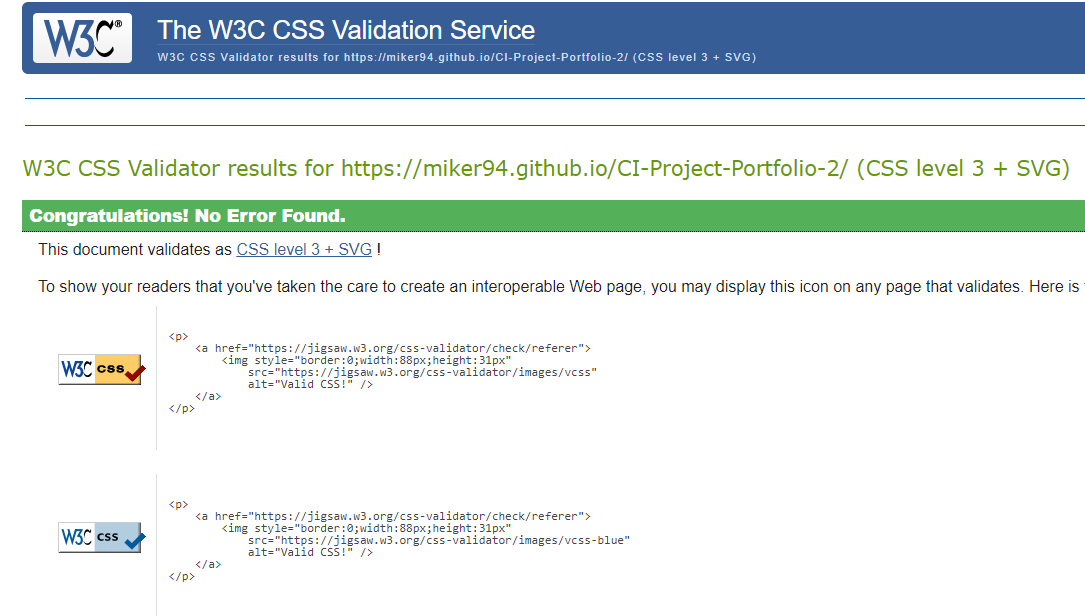 W3C®
The W3C CSS Validation Service
W3C CSS Validator results for https://miker94.github.io/CI-Project-Portfolio-2/ (CSS level 3 + SVG)
W3C CSS Validator results for https://miker94.github.io/CI-Project-Portfolio-2/ (CSS level 3 + SVG)
Congratulations! No Error Found.
This document validates as CSS level 3 + SVG !
To show your readers that you've taken the care to create an interoperable Web page, you may display this icon on any page that validates. Here is
W3C css
<p>
    <a href="https://jigsaw.w3.org/css-validator/check/referer">
        <img style="border:0;width:88px;height:31px"
            src="https://jigsaw.w3.org/css-validator/images/vcss"
            alt="Valid CSS!" />
    </a>
</p>
W3C css
<p>
    <a href="https://jigsaw.w3.org/css-validator/check/referer">
        <img style="border:0;width:88px;height:31px"
            src="https://jigsaw.w3.org/css-validator/images/vcss-blue"
            alt="Valid CSS!" />
    </a>
</p>